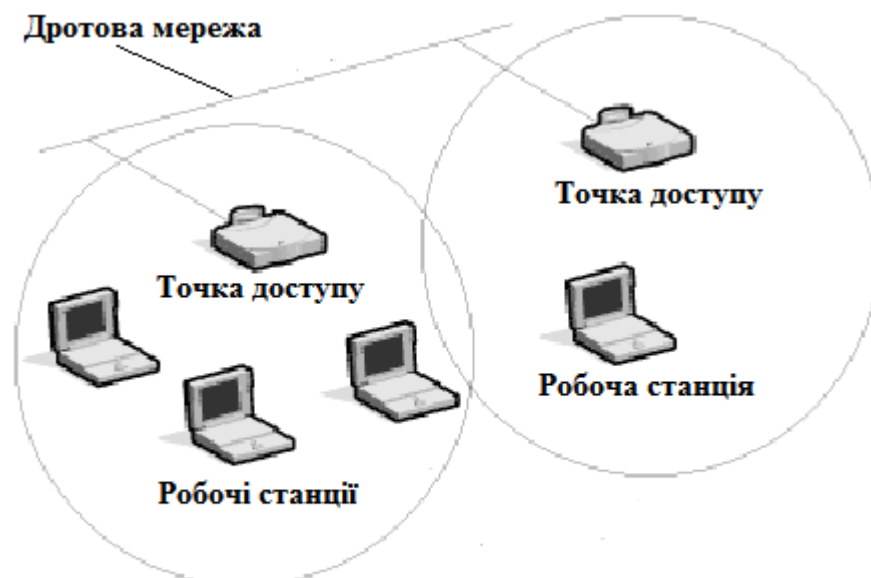 Дротова мережа
Точка доступу
Точка доступу
Робоча станція
Робочі станції